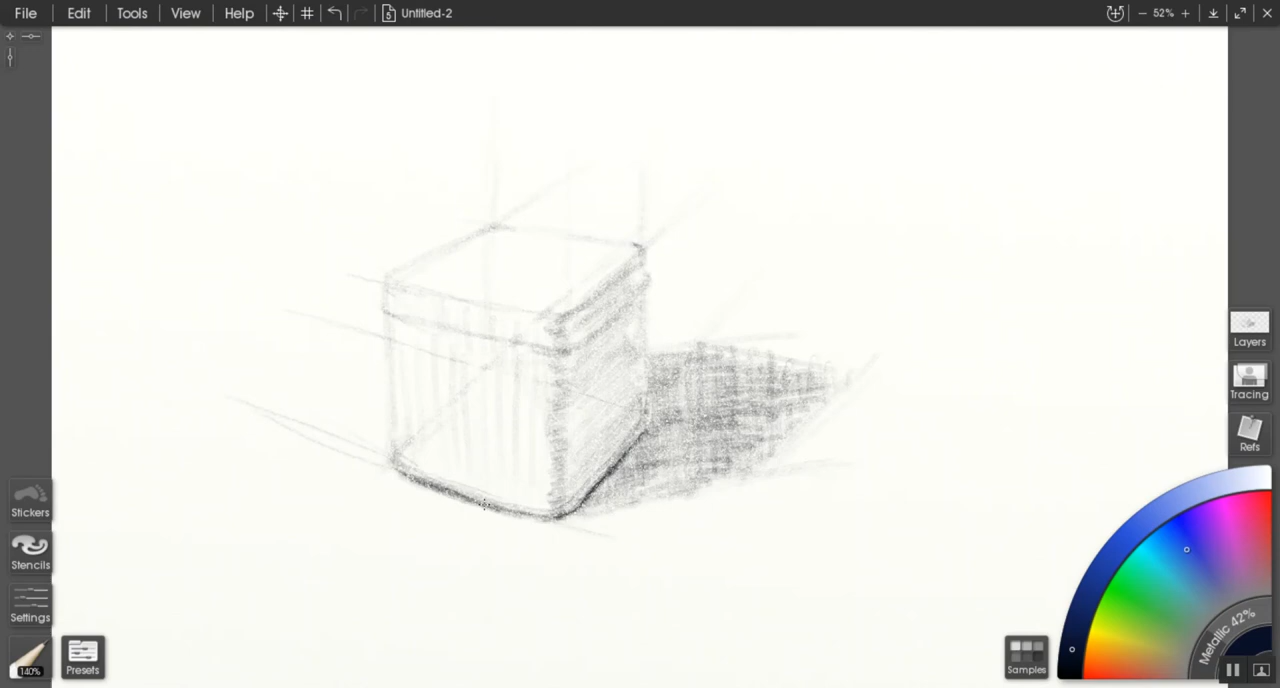 File Edit Tools View Help 5 Untitled-2 52%
Layers
Tracing
Refs
Stickers
Stencils
Settings
140%
Presets
Samples
Metallic 42%